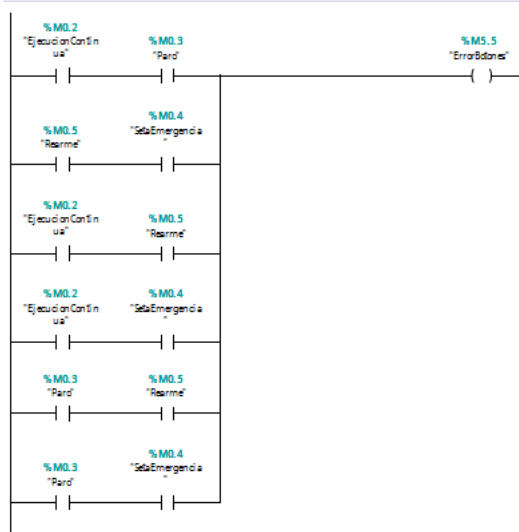 %M0.2
"EjecucionContin
ua"
%M0.3
"Paro"
%M5.5
"ErrorBotones"
%M0.5
"Rearme"
%M0.4
"SetaEmergencia
"
%M0.2
"EjecucionContin
ua"
%M0.5
"Rearme"
%M0.2
"EjecucionContin
ua"
%M0.4
"SetaEmergencia
"
%M0.3
"Paro"
%M0.5
"Rearme"
%M0.3
"Paro"
%M0.4
"SetaEmergencia
"